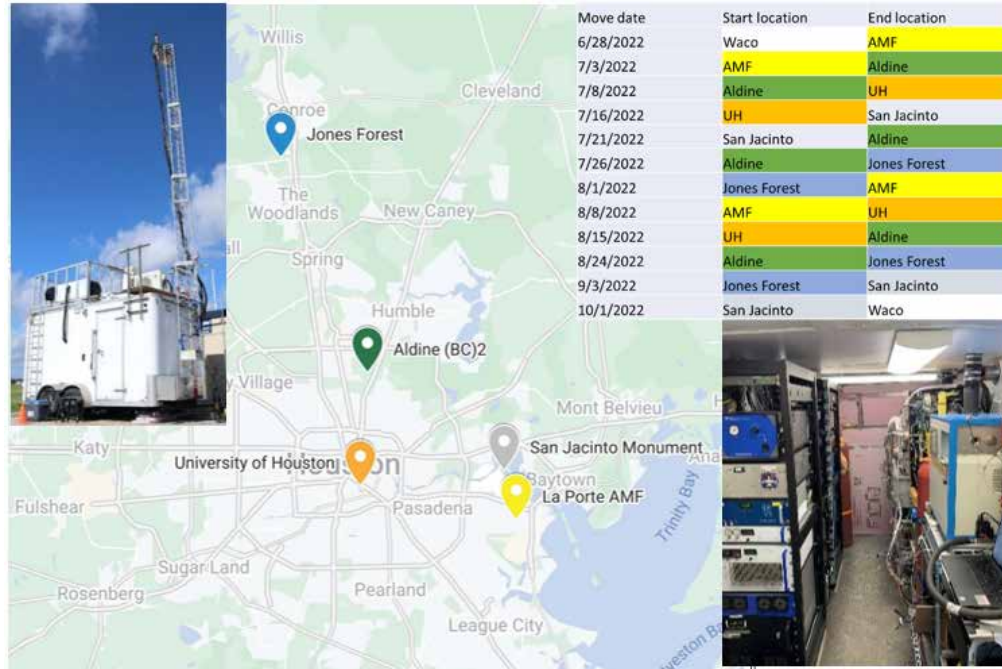 Move date Start location End location
6/28/2022 Waco AMF
7/3/2022 AMF Aldine
7/8/2022 Aldine UH
7/16/2022 UH San Jacinto
7/21/2022 San Jacinto Aldine
7/26/2022 Aldine Jones Forest
8/1/2022 Jones Forest AMF
8/8/2022 AMF UH
8/15/2022 UH Aldine
8/24/2022 Aldine Jones Forest
9/3/2022 Jones Forest San Jacinto
10/1/2022 San Jacinto Waco
Willis
Cleveland
Conroe
Jones Forest
The
Woodlands
New Caney
Spring
Humble
Aldine (BC)2
Village
Mont Belvieu
Katy
University of Houston
Houston
San Jacinto Monument
Baytown
La Porte AMF
Fulshear
Pasadena
Trinity Bay
Sugar Land
Rosenberg
Pearland
League City